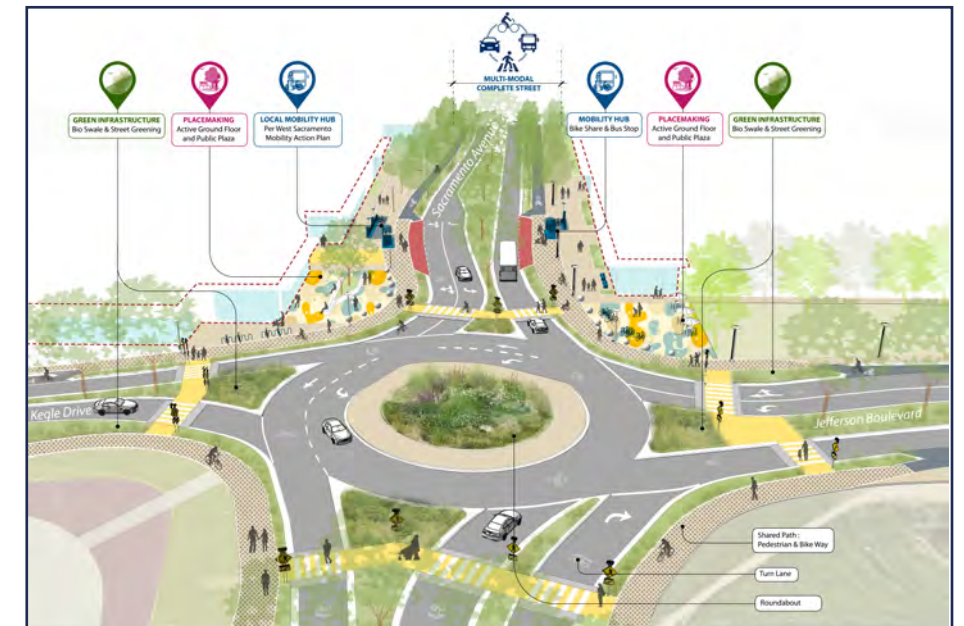 MULTI-MODAL
COMPLETE STREET
GREEN INFRASTRUCTURE
Bio Swale & Street Greening
PLACEMAKING
Active Ground Floor
and Public Plaza
LOCAL MOBILITY HUB
Per West Sacramento
Mobility Action Plan
MOBILITY HUB
Bike Share & Bus Stop
PLACEMAKING
Active Ground Floor
and Public Plaza
GREEN INFRASTRUCTURE
Bio Swale & Street Greening
Sacramento Avenue
Kegle Drive
Jefferson Boulevard
Shared Path :
Pedestrian & Bike Way
Turn Lane
Roundabout